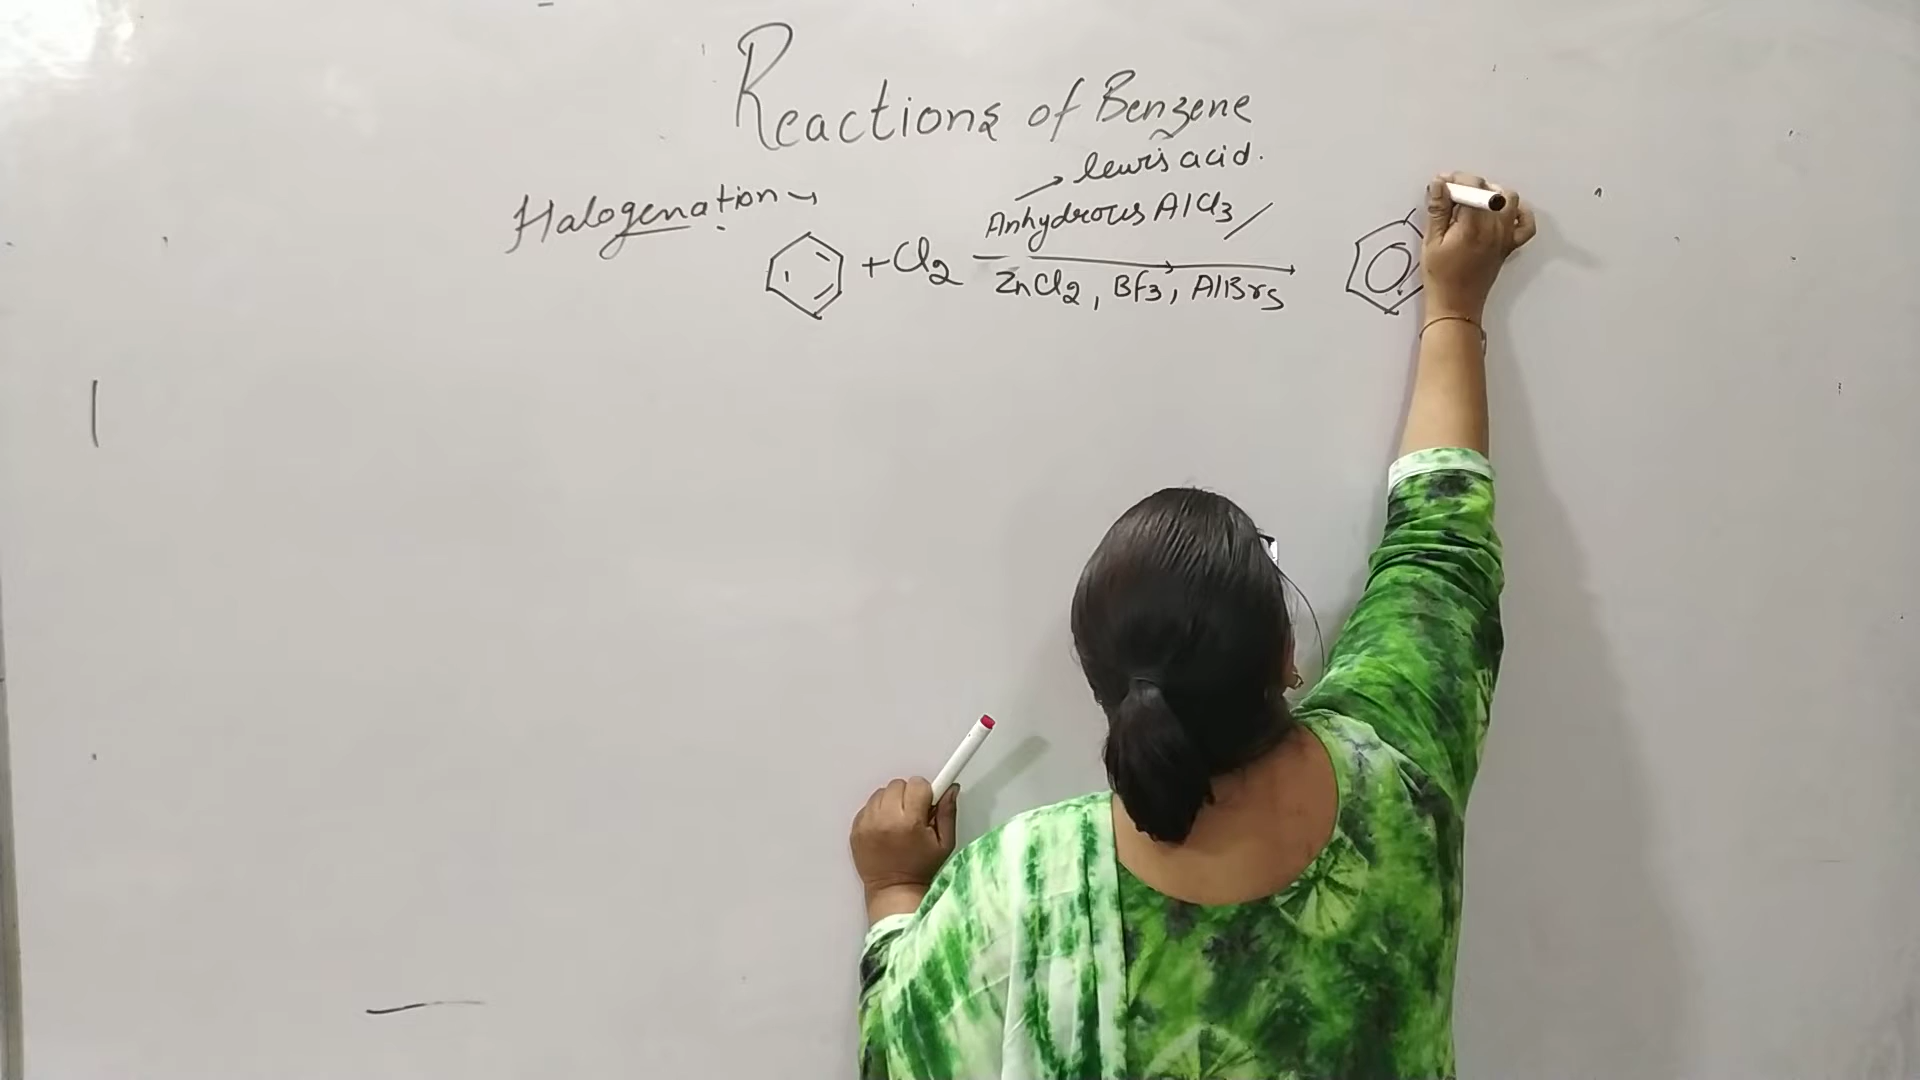 Reactions of Benzene
lewis acid.
Halogenation
Anhydrous AlCl3 /
+ Cl2
ZnCl2, Bf3, AlBr3